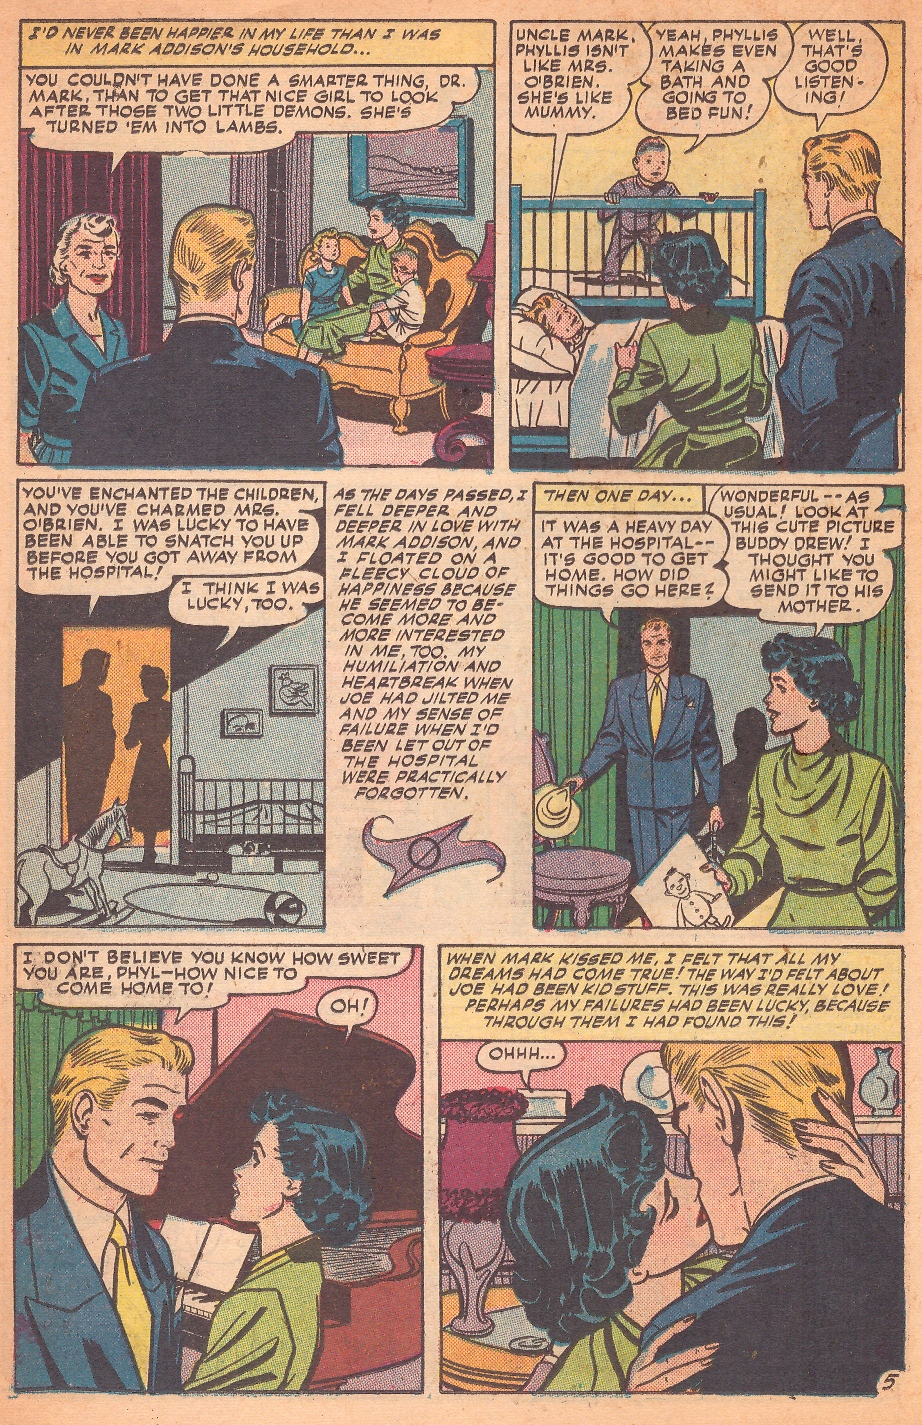 I'D NEVER BEEN HAPPIER IN MY LIFE THAN I WAS
IN MARK ADDISON'S HOUSEHOLD...
YOU COULDN'T HAVE DONE A SMARTER THING, DR.
MARK, THAN TO GET THAT NICE GIRL TO LOOK
AFTER THOSE TWO LITTLE DEMONS. SHE'S
TURNED 'EM INTO LAMBS.
UNCLE MARK,
PHYLLIS ISN'T
LIKE MRS.
O'BRIEN.
SHE'S LIKE
MUMMY.
YEAH, PHYLLIS
MAKES EVEN
TAKING A
BATH AND
GOING TO
BED FUN!
WELL,
THAT'S
GOOD
LISTEN-
ING!
YOU'VE ENCHANTED THE CHILDREN,
AND YOU'VE CHARMED MRS.
O'BRIEN. I WAS LUCKY TO HAVE
BEEN ABLE TO SNATCH YOU UP
BEFORE YOU GOT AWAY FROM
THE HOSPITAL!
I THINK I WAS
LUCKY, TOO.
AS THE DAYS PASSED, I
FELL DEEPER AND
DEEPER IN LOVE WITH
MARK ADDISON, AND
I FLOATED ON A
FLEECY CLOUD OF
HAPPINESS BECAUSE
HE SEEMED TO BE-
COME MORE AND
MORE INTERESTED
IN ME, TOO. MY
HUMILIATION AND
HEARTBREAK WHEN
JOE HAD JILTED ME
AND MY SENSE OF
FAILURE WHEN I'D
BEEN LET OUT OF
THE HOSPITAL
WERE PRACTICALLY
FORGOTTEN.
THEN ONE DAY...
IT WAS A HEAVY DAY
AT THE HOSPITAL--
IT'S GOOD TO GET
HOME. HOW DID
THINGS GO HERE?
WONDERFUL--AS
USUAL! LOOK AT
THIS CUTE PICTURE
BUDDY DREW! I
THOUGHT YOU
MIGHT LIKE TO
SEND IT TO HIS
MOTHER.
I DON'T BELIEVE YOU KNOW HOW SWEET
YOU ARE, PHYL--HOW NICE TO
COME HOME TO!
OH!
WHEN MARK KISSED ME, I FELT THAT ALL MY
DREAMS HAD COME TRUE! THE WAY I'D FELT ABOUT
JOE HAD BEEN KID STUFF. THIS WAS REALLY LOVE!
PERHAPS MY FAILURES HAD BEEN LUCKY, BECAUSE
THROUGH THEM I HAD FOUND THIS!
OHHH...
5